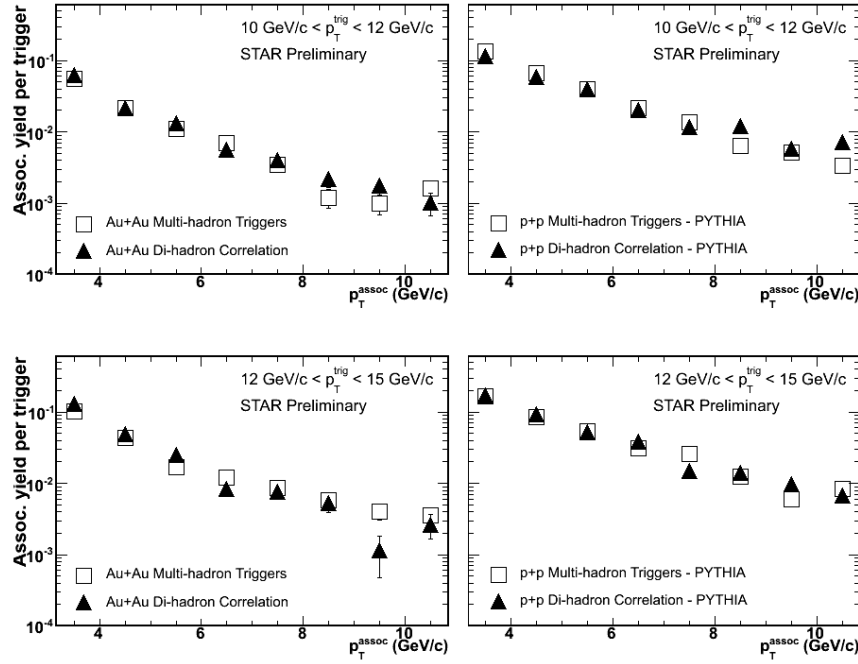 10 GeV/c < p_T^trig < 12 GeV/c
STAR Preliminary
Assoc. yield per trigger
10^-1
10^-2
10^-3
10^-4
Au+Au Multi-hadron Triggers
Au+Au Di-hadron Correlation
4 6 8 10
p_T^assoc (GeV/c)
10 GeV/c < p_T^trig < 12 GeV/c
STAR Preliminary
p+p Multi-hadron Triggers - PYTHIA
p+p Di-hadron Correlation - PYTHIA
4 6 8 10
p_T^assoc (GeV/c)
12 GeV/c < p_T^trig < 15 GeV/c
STAR Preliminary
Assoc. yield per trigger
10^-1
10^-2
10^-3
10^-4
Au+Au Multi-hadron Triggers
Au+Au Di-hadron Correlation
4 6 8 10
p_T^assoc (GeV/c)
12 GeV/c < p_T^trig < 15 GeV/c
STAR Preliminary
p+p Multi-hadron Triggers - PYTHIA
p+p Di-hadron Correlation - PYTHIA
4 6 8 10
p_T^assoc (GeV/c)